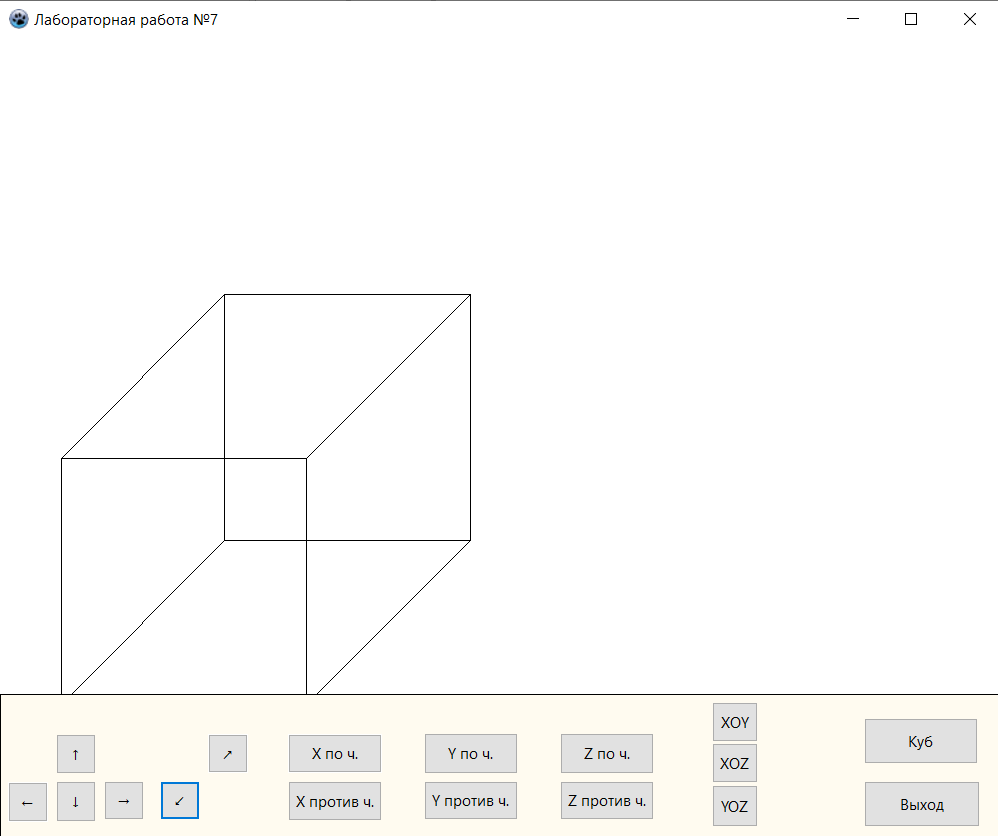 Лабораторная работа №7
↑
↗
←
↓
→
↙
X по ч.
X против ч.
Y по ч.
Y против ч.
Z по ч.
Z против ч.
XOY
XOZ
YOZ
Куб
Выход